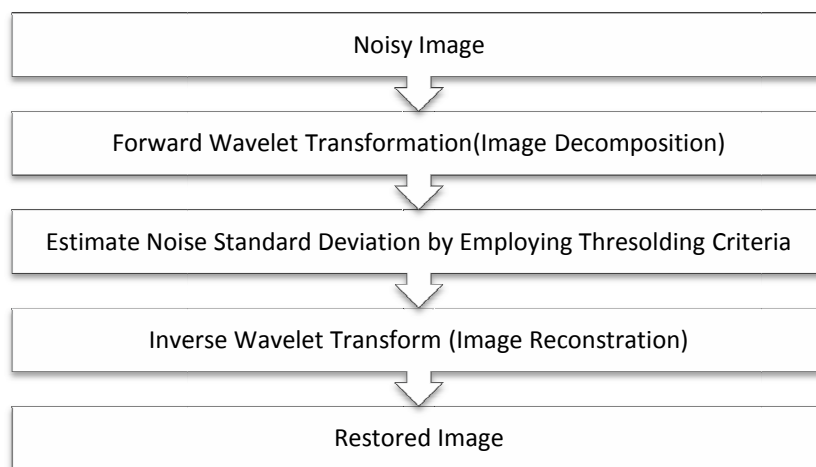 Noisy Image
Forward Wavelet Transformation(Image Decomposition)
Estimate Noise Standard Deviation by Employing Thresolding Criteria
Inverse Wavelet Transform (Image Reconstration)
Restored Image